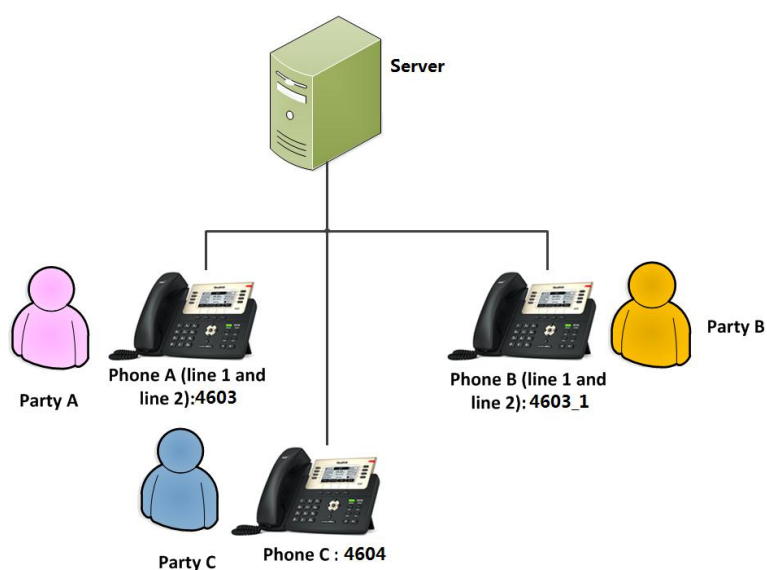 Server
Party A
Phone A (line 1 and
line 2):4603
Phone B (line 1 and
line 2): 4603_1
Party B
Party C
Phone C : 4604